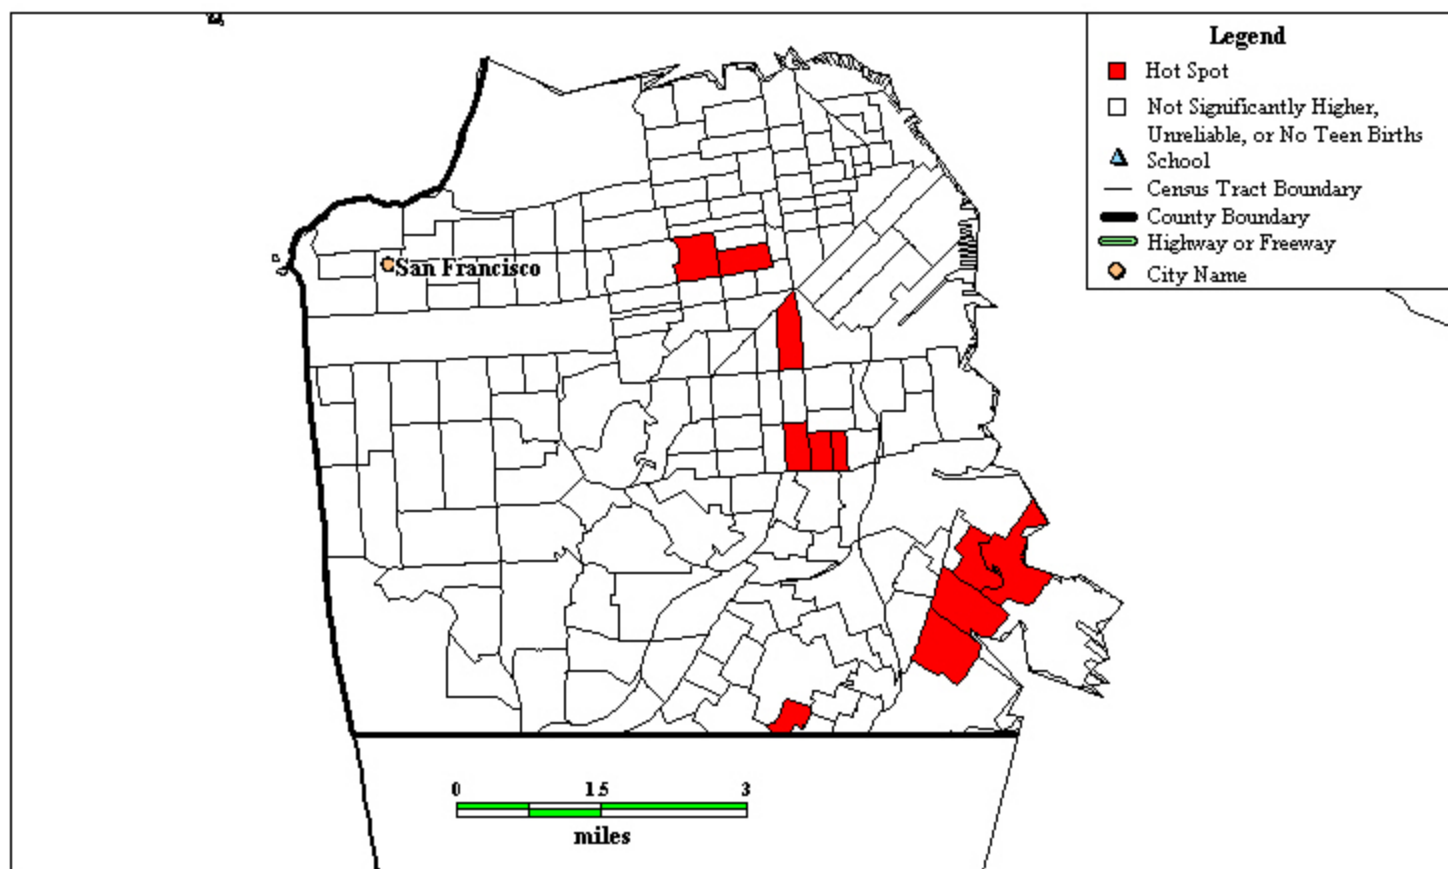 Legend
Hot Spot
Not Significantly Higher,
Unreliable, or No Teen Births
School
Census Tract Boundary
County Boundary
Highway or Freeway
City Name
San Francisco
0 1.5 3
miles